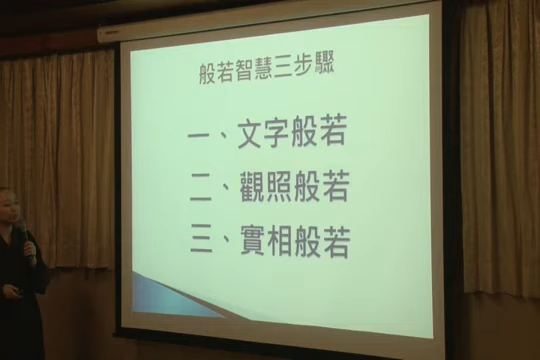 般若智慧三步驟
一、文字般若
二、觀照般若
三、實相般若